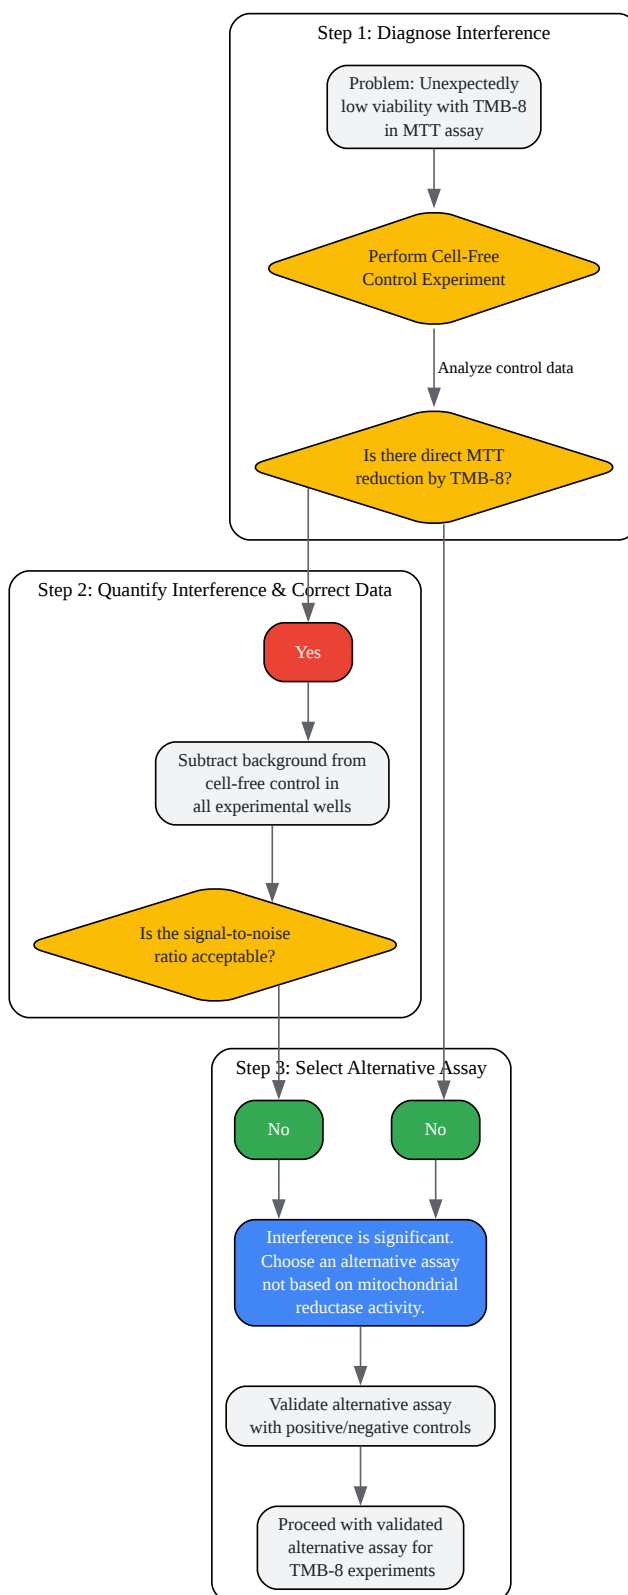 Step 1: Diagnose Interference
Problem: Unexpectedly
low viability with TMB-8
in MTT assay
Perform Cell-Free
Control Experiment
Analyze control data
Is there direct MTT
reduction by TMB-8?
Step 2: Quantify Interference & Correct Data
Yes
Subtract background from
cell-free control in
all experimental wells
Is the signal-to-noise
ratio acceptable?
Step 3: Select Alternative Assay
No
No
Interference is significant.
Choose an alternative assay
not based on mitochondrial
reductase activity.
Validate alternative assay
with positive/negative controls
Proceed with validated
alternative assay for
TMB-8 experiments